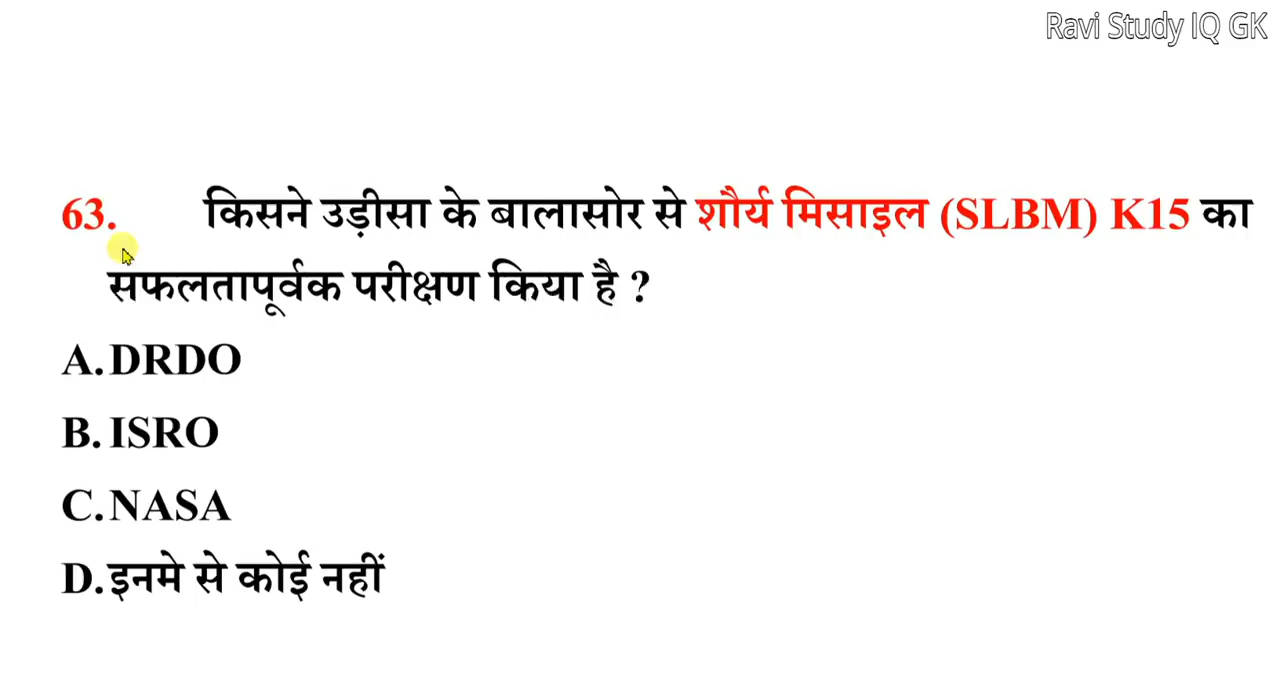 Ravi Study IQ GK
63. किसने उड़ीसा के बालासोर से शौर्य मिसाइल (SLBM) K15 का
सफलतापूर्वक परीक्षण किया है ?
A. DRDO
B. ISRO
C. NASA
D. इनमे से कोई नहीं